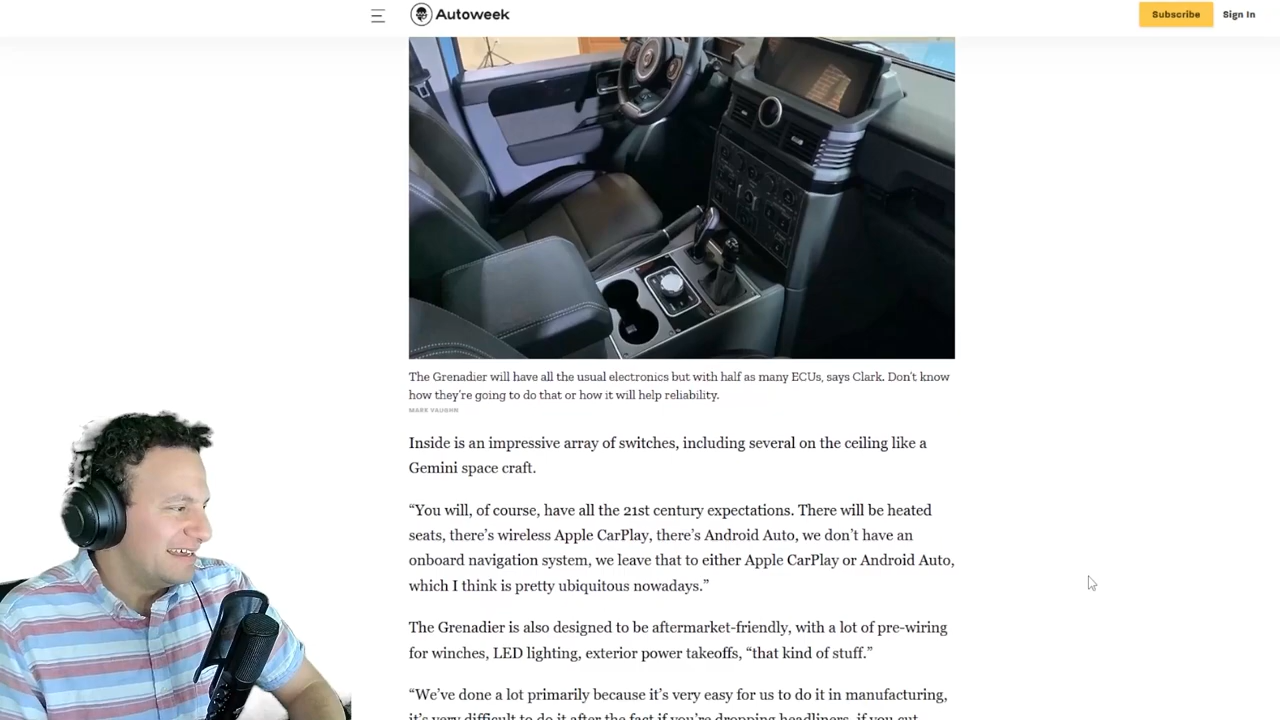 Autoweek
Subscribe
Sign In
The Grenadier will have all the usual electronics but with half as many ECUs, says Clark. Don't know
how they're going to do that or how it will help reliability.
MARK VAUGHN
Inside is an impressive array of switches, including several on the ceiling like a
Gemini space craft.
“You will, of course, have all the 21st century expectations. There will be heated
seats, there’s wireless Apple CarPlay, there’s Android Auto, we don’t have an
onboard navigation system, we leave that to either Apple CarPlay or Android Auto,
which I think is pretty ubiquitous nowadays.”
The Grenadier is also designed to be aftermarket-friendly, with a lot of pre-wiring
for winches, LED lighting, exterior power takeoffs, “that kind of stuff.”
“We’ve done a lot primarily because it’s very easy for us to do it in manufacturing,
it’s very difficult to do it after the fact if you’re dropping headliners, if you cut